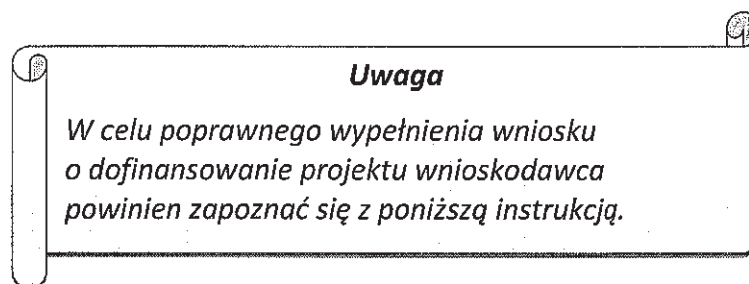 Uwaga
W celu poprawnego wypełnienia wniosku
o dofinansowanie projektu wnioskodawca
powinien zapoznać się z poniższą instrukcją.